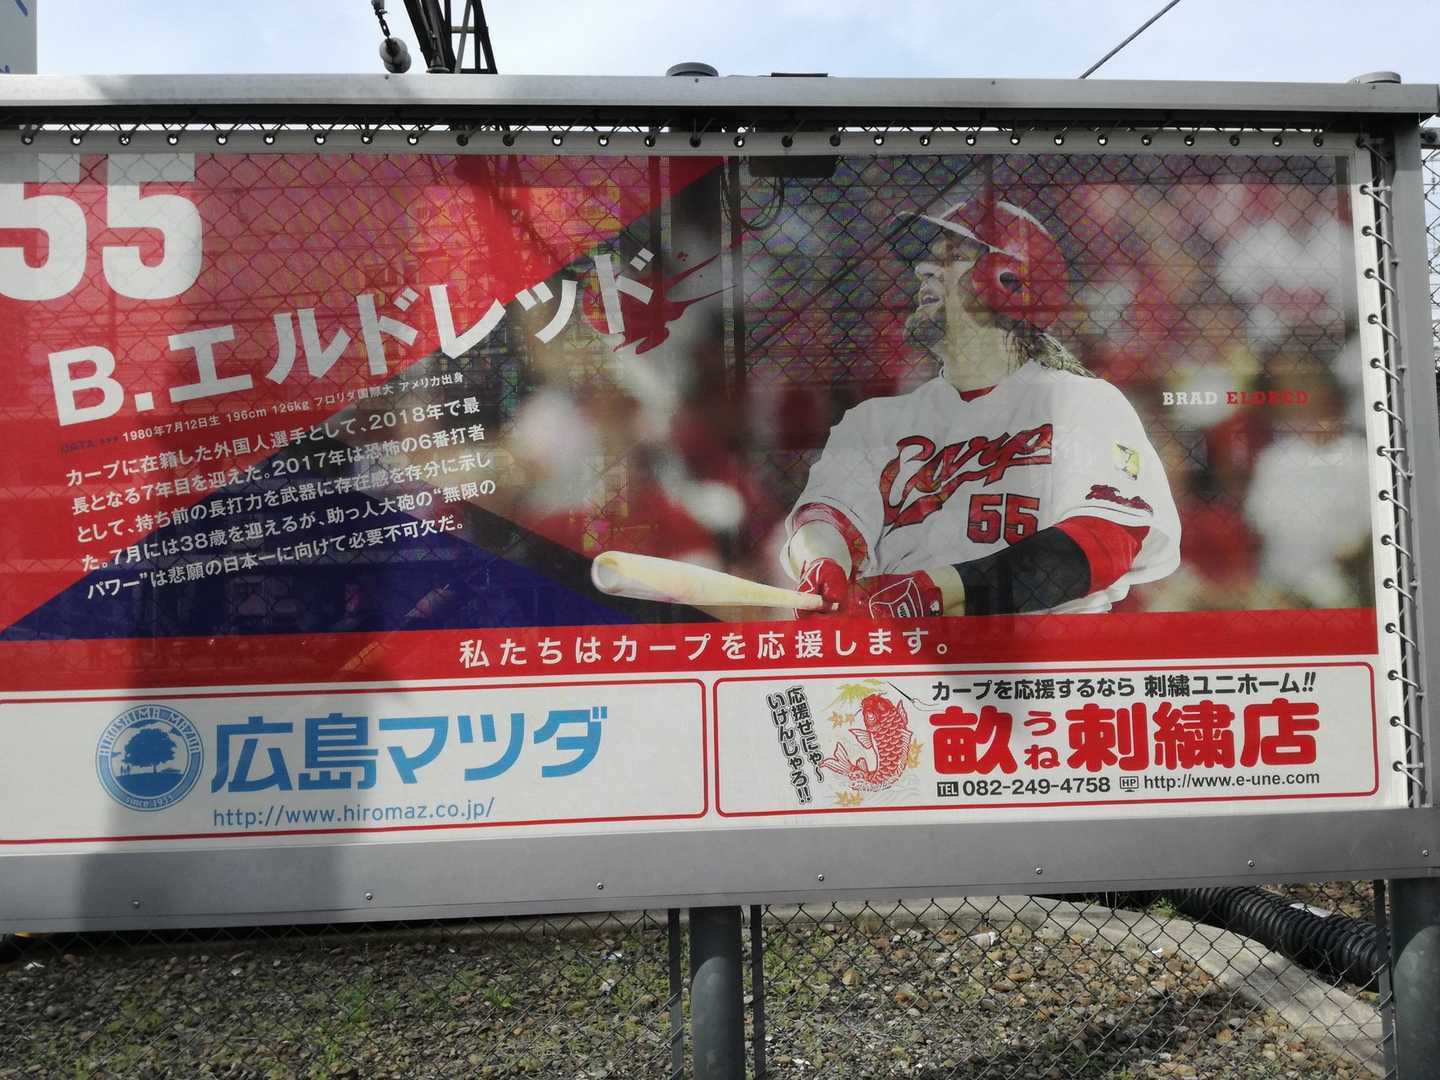 55
B.エルドレッド
DATA 1980年7月12日生 196cm 126kg フロリダ国際大 アメリカ出身
カープに在籍した外国人選手として、2018年で最
長となる7年目を迎えた。2017年は恐怖の6番打者
として、持ち前の長打力を武器に存在感を存分に示し
た。7月には38歳を迎えるが、助っ人大砲の“無限の
パワー”は悲願の日本一に向けて必要不可欠だ。
BRAD ELDRED
Carp
55
私たちはカープを応援します。
HIROSHIMA MAZDA
since 1933
広島マツダ
http://www.hiromaz.co.jp/
応援せにゃ〜
いけんじゃろ!!
カープを応援するなら 刺繍ユニホーム!!
畝うね刺繍店
TEL 082-249-4758 HP http://www.e-une.com